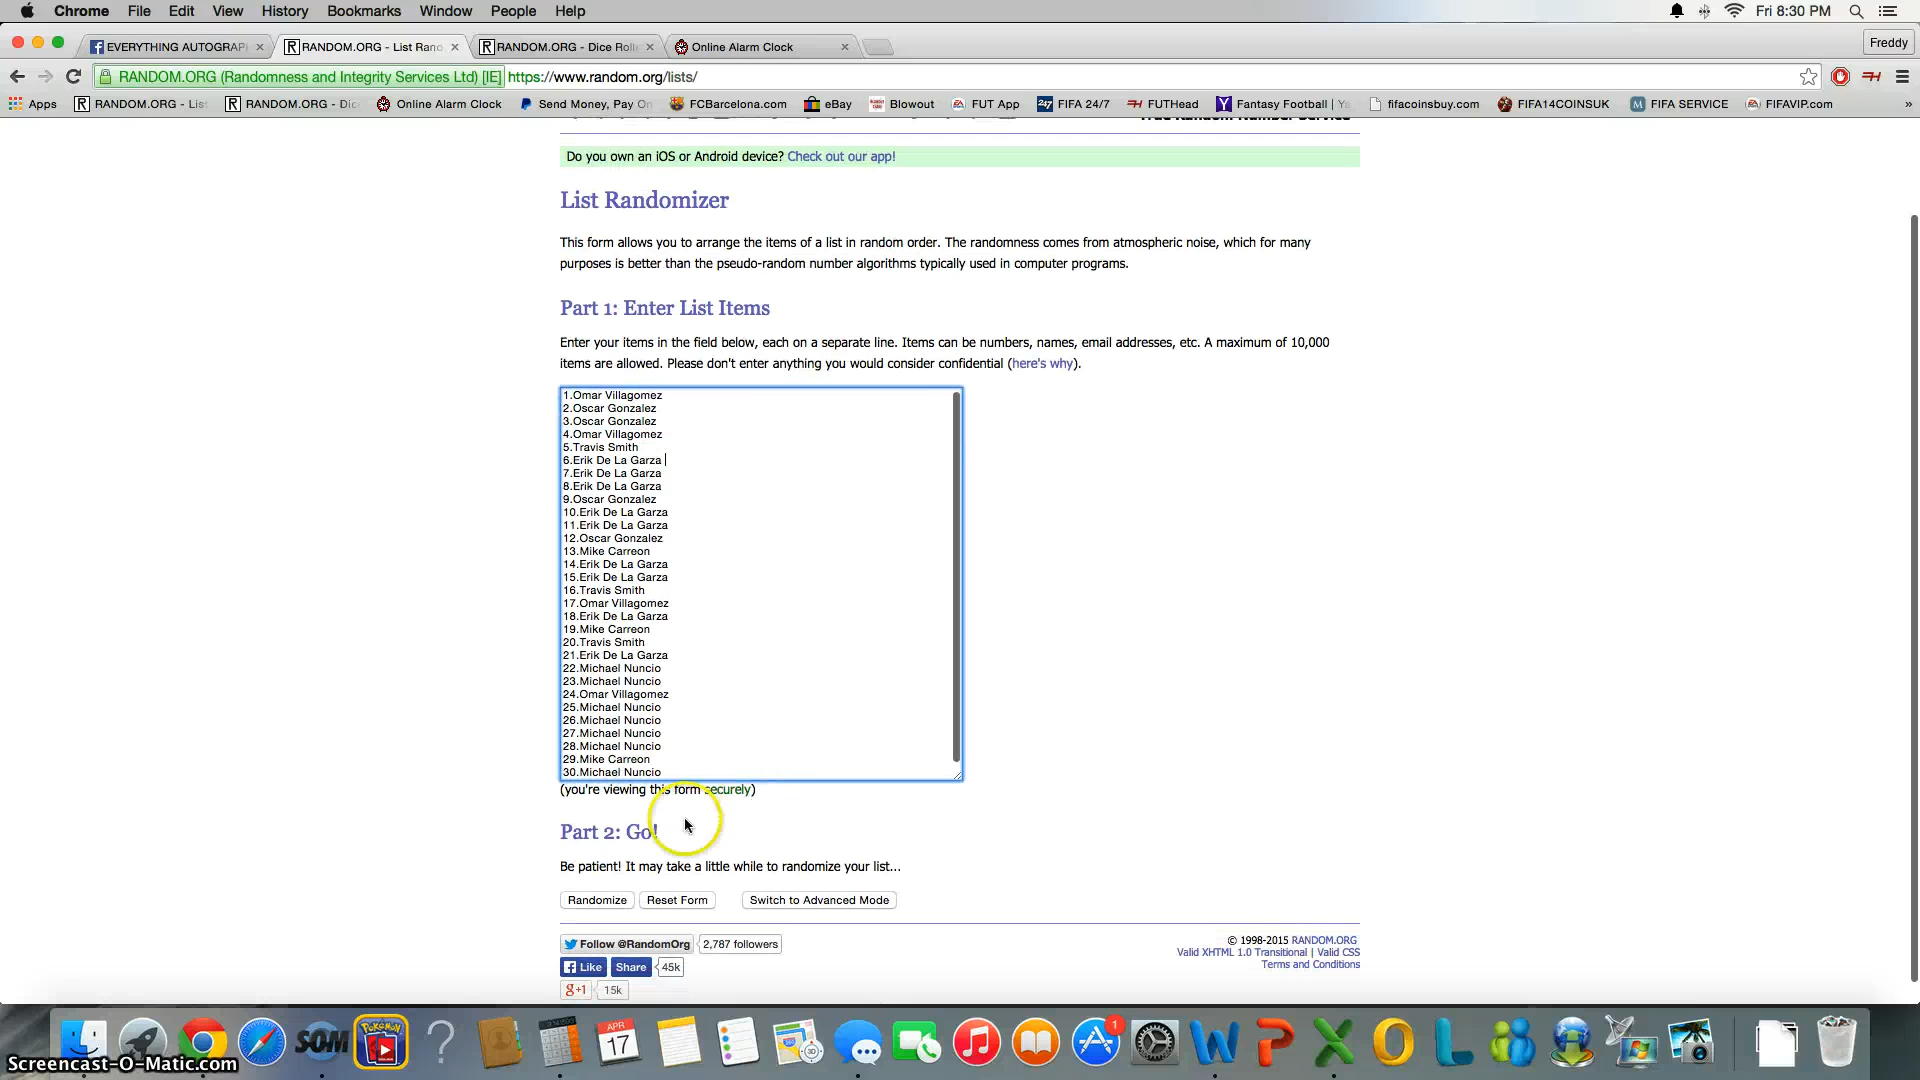 Chrome File Edit View History Bookmarks Window People Help Fri 8:30 PM
EVERYTHING AUTOGRAP RANDOM.ORG - List Rand RANDOM.ORG - Dice Roll Online Alarm Clock Freddy
RANDOM.ORG (Randomness and Integrity Services Ltd) [IE] https://www.random.org/lists/
Apps RANDOM.ORG - Lis RANDOM.ORG - Dic Online Alarm Clock Send Money, Pay On FCBarcelona.com eBay Blowout FUT App FIFA 24/7 FUTHead Fantasy Football | Ya fifacoinsbuy.com FIFA14COINSUK FIFA SERVICE FIFAVIP.com »
True Random Number Service
Do you own an iOS or Android device? Check out our app!
List Randomizer
This form allows you to arrange the items of a list in random order. The randomness comes from atmospheric noise, which for many
purposes is better than the pseudo-random number algorithms typically used in computer programs.
Part 1: Enter List Items
Enter your items in the field below, each on a separate line. Items can be numbers, names, email addresses, etc. A maximum of 10,000
items are allowed. Please don't enter anything you would consider confidential (here's why).
1.Omar Villagomez
2.Oscar Gonzalez
3.Oscar Gonzalez
4.Omar Villagomez
5.Travis Smith
6.Erik De La Garza
7.Erik De La Garza
8.Erik De La Garza
9.Oscar Gonzalez
10.Erik De La Garza
11.Erik De La Garza
12.Oscar Gonzalez
13.Mike Carreon
14.Erik De La Garza
15.Erik De La Garza
16.Travis Smith
17.Omar Villagomez
18.Erik De La Garza
19.Mike Carreon
20.Travis Smith
21.Erik De La Garza
22.Michael Nuncio
23.Michael Nuncio
24.Omar Villagomez
25.Michael Nuncio
26.Michael Nuncio
27.Michael Nuncio
28.Michael Nuncio
29.Mike Carreon
30.Michael Nuncio
(you're viewing this form securely)
Part 2: Go!
Be patient! It may take a little while to randomize your list...
Randomize Reset Form Switch to Advanced Mode
Follow @RandomOrg 2,787 followers
Like Share 45k
g+1 15k
© 1998-2015 RANDOM.ORG
Valid XHTML 1.0 Transitional | Valid CSS
Terms and Conditions
SOM POKÉMON APR 17 3D 1 W P X O L
Screencast-O-Matic.com